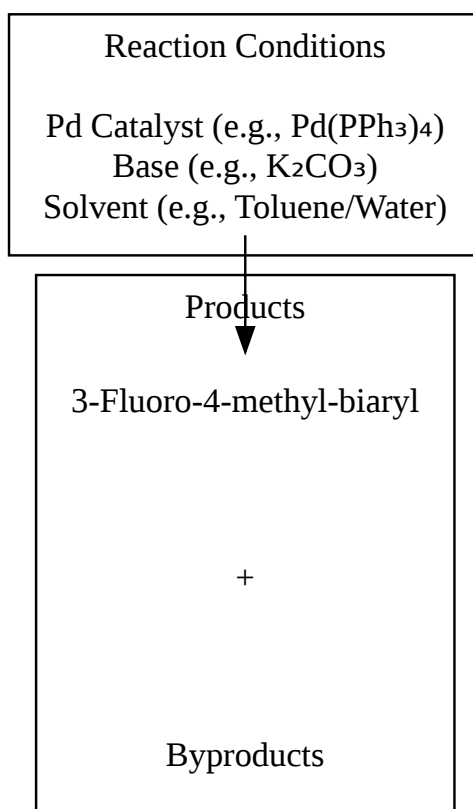 Reaction Conditions
Pd Catalyst (e.g., Pd(PPh₃)₄)
Base (e.g., K₂CO₃)
Solvent (e.g., Toluene/Water)
Products
3-Fluoro-4-methyl-biaryl
+
Byproducts